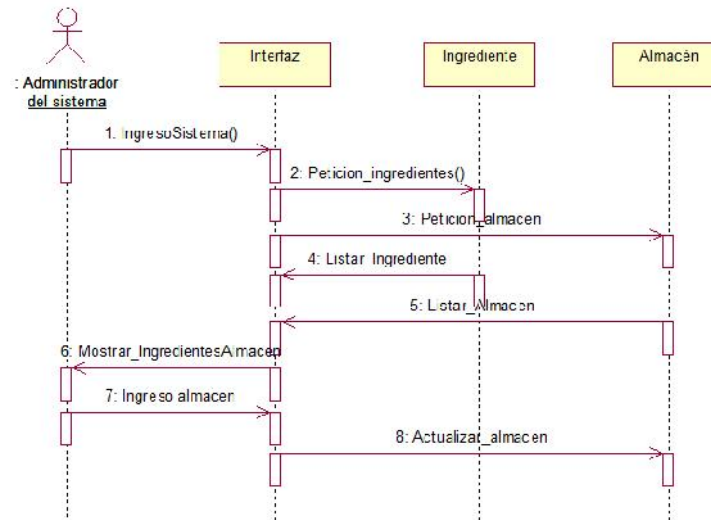 : Administrador
del sistema
Interfaz
Ingrediente
Almacén
1. IngresoSistema()
2: Peticion_ingredientes()
3: Peticion_almacen
4: Listar_Ingrediente
5: Listar_Almacen
6: Mostrar_IngredientesAlmacen
7: Ingreso almacen
8: Actualizar_almacen